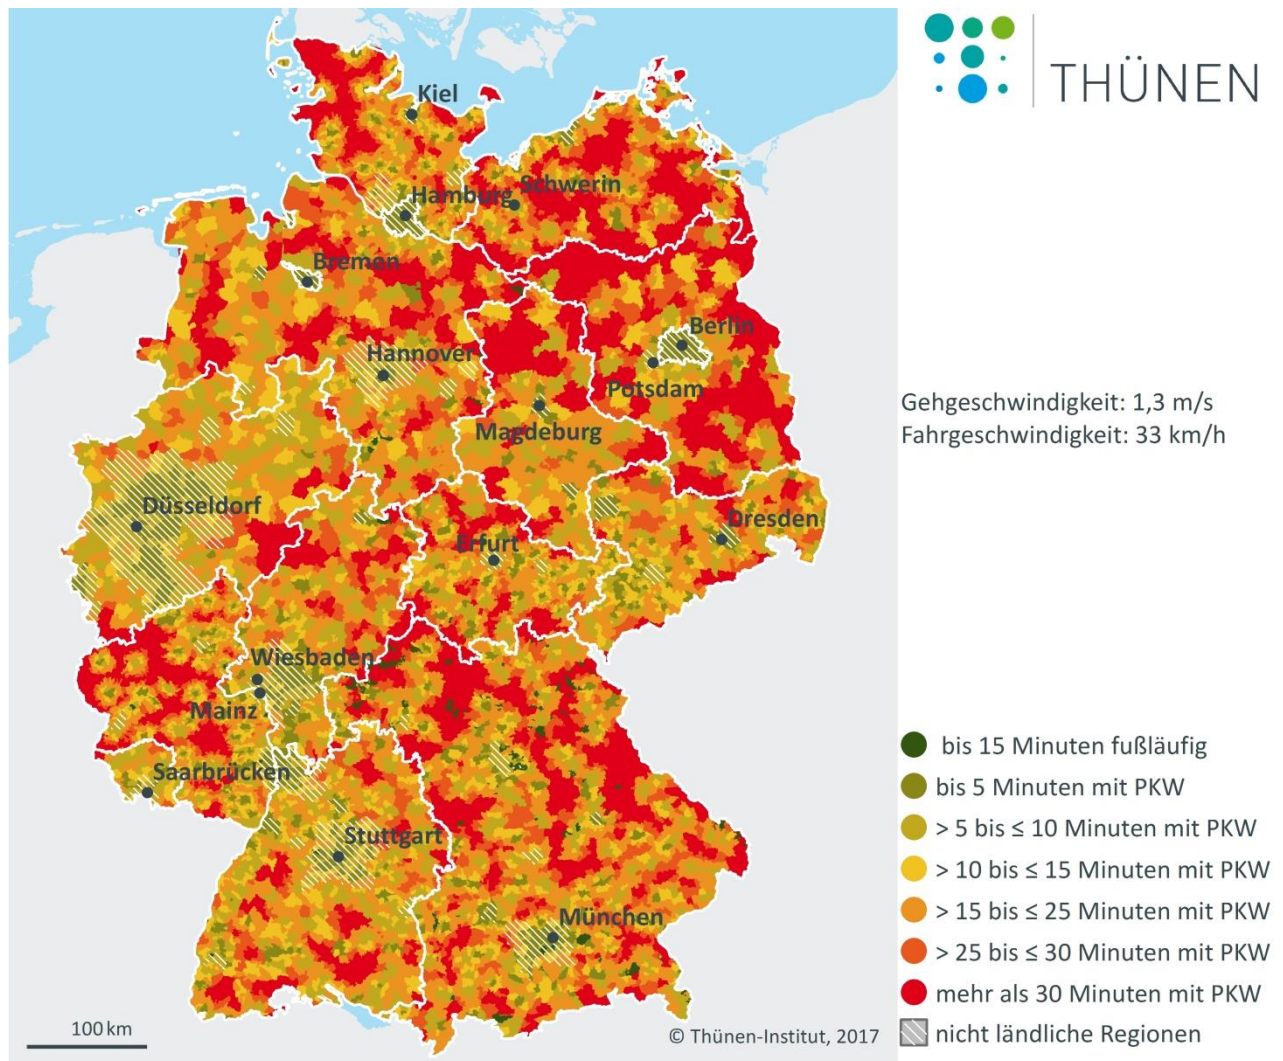 THÜNEN
Kiel
Hamburg
Schwerin
Bremen
Berlin
Hannover
Potsdam
Magdeburg
Gehgeschwindigkeit: 1,3 m/s
Fahrgeschwindigkeit: 33 km/h
Düsseldorf
Dresden
Erfurt
Wiesbaden
Mainz
Saarbrücken
Stuttgart
München
bis 15 Minuten fußläufig
bis 5 Minuten mit PKW
> 5 bis ≤ 10 Minuten mit PKW
> 10 bis ≤ 15 Minuten mit PKW
> 15 bis ≤ 25 Minuten mit PKW
> 25 bis ≤ 30 Minuten mit PKW
mehr als 30 Minuten mit PKW
nicht ländliche Regionen
100 km
© Thünen-Institut, 2017